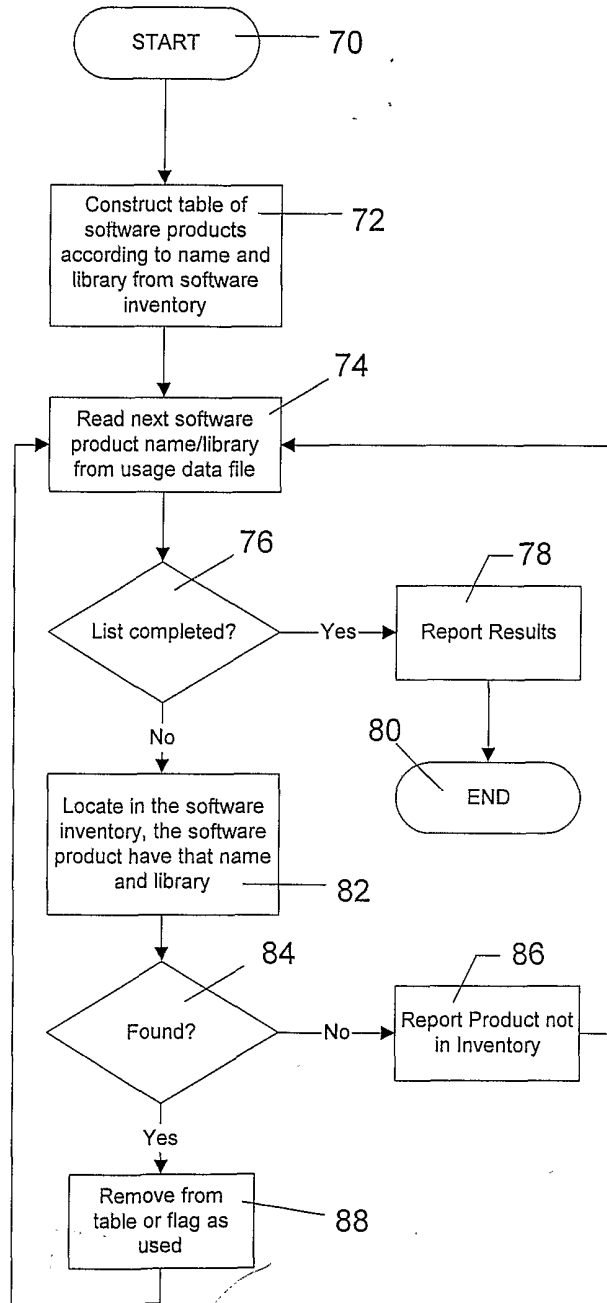 START
70
Construct table of
software products
according to name and
library from software
inventory
72
74
Read next software
product name/library
from usage data file
76
List completed?
Yes
78
Report Results
80
END
No
Locate in the software
inventory, the software
product have that name
and library
82
84
Found?
No
86
Report Product not
in Inventory
Yes
Remove from
table or flag as
used
88